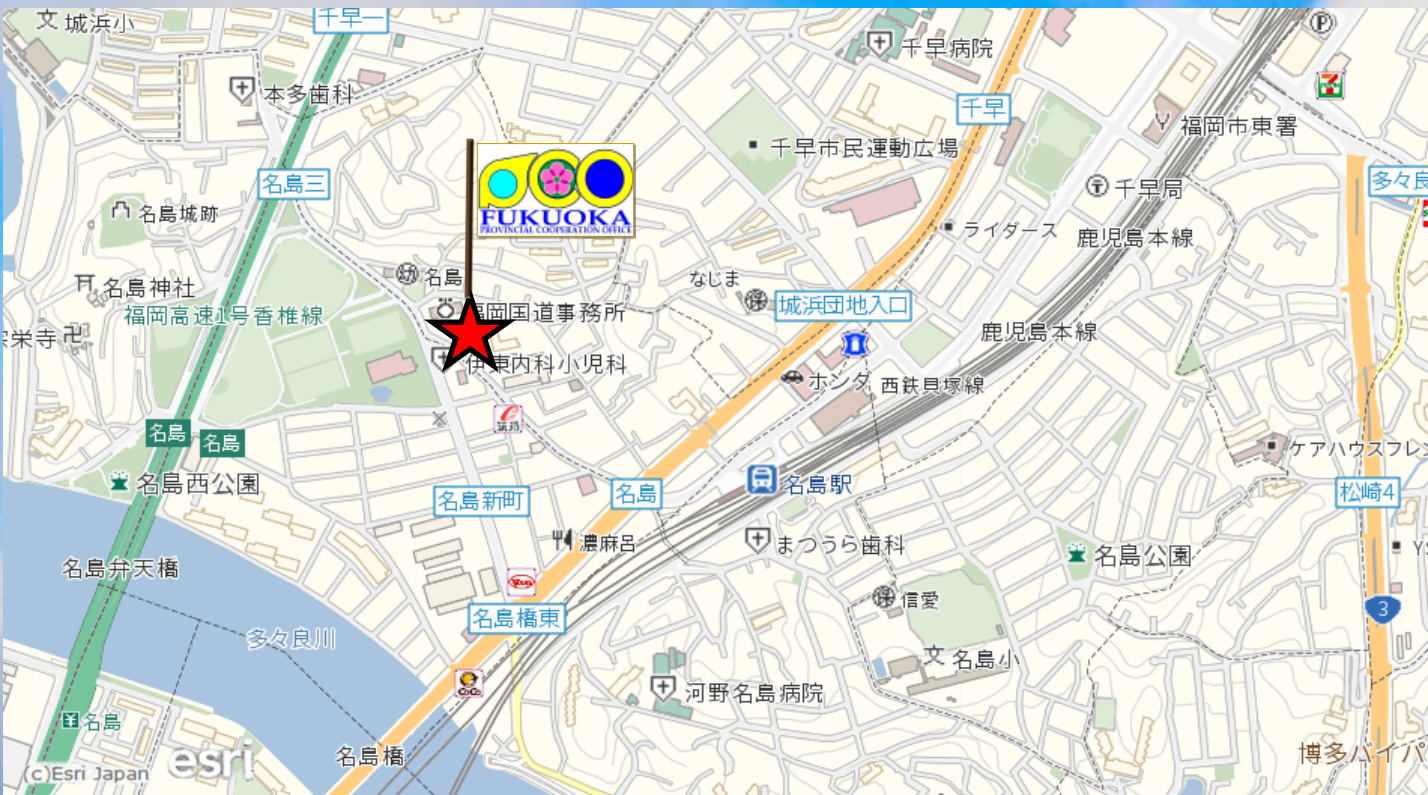 千早一
城浜小
千早病院
本多歯科
千早
福岡市東署
千早市民運動広場
名島三
多々良
千早局
FUKUOKA
PROVINCIAL COOPERATION OFFICE
名島城跡
ライダース
鹿児島本線
名島
なじま
名島神社
福岡高速1号香椎線
福岡国道事務所
城浜団地入口
栄寺
鹿児島本線
伊東内科小児科
ホンダ
西鉄貝塚線
筑邦
名島
名島
ケアハウスフレン
名島西公園
名島新町
名島
名島駅
松崎4
濃麻呂
まつうら歯科
名島公園
名島弁天橋
信愛
3
名島橋東
多々良川
名島小
河野名島病院
CoCo
名島
名島橋
博多バイパ
(c)Esri Japan
esri